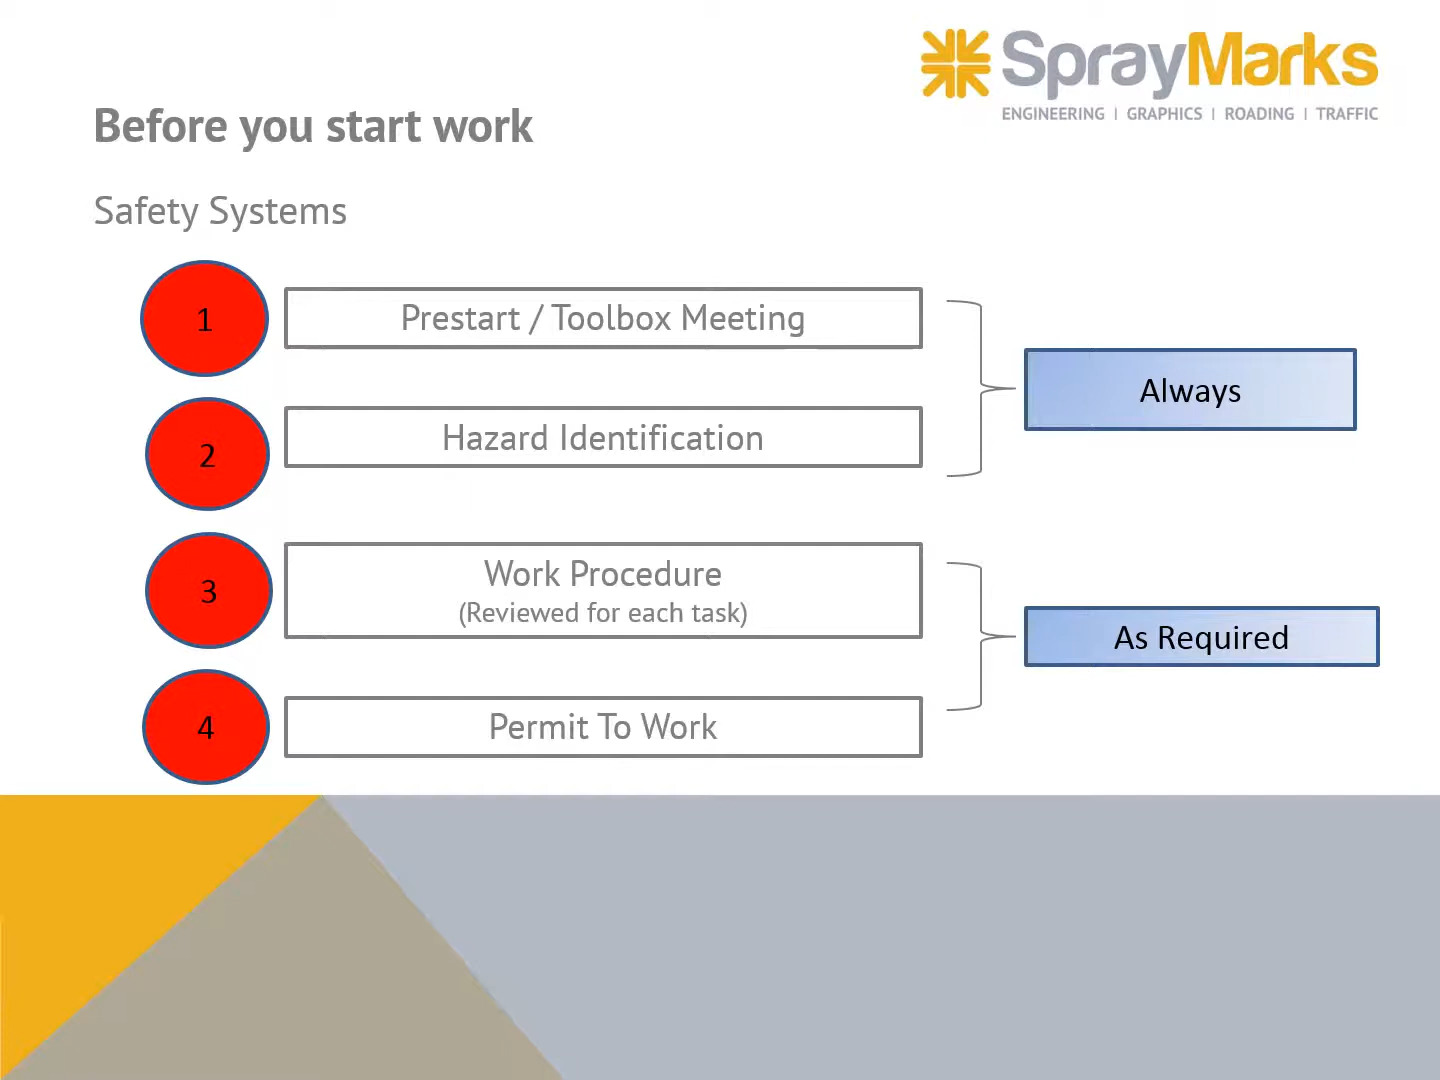 SprayMarks
ENGINEERING | GRAPHICS | ROADING | TRAFFIC
Before you start work
Safety Systems
1
Prestart / Toolbox Meeting
Always
2
Hazard Identification
3
Work Procedure
(Reviewed for each task)
As Required
4
Permit To Work